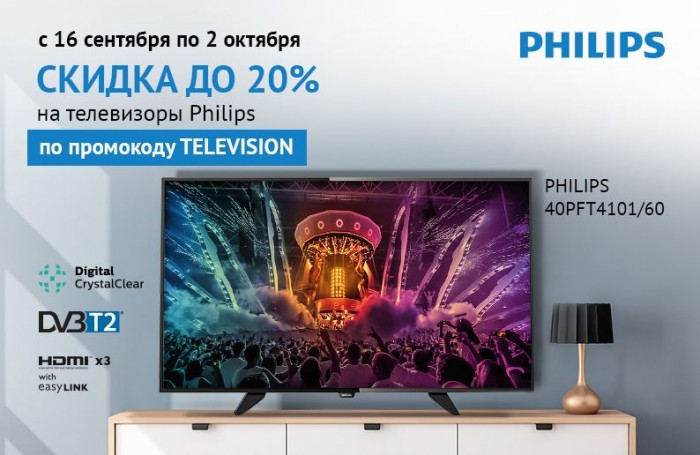 с 16 сентября по 2 октября
СКИДКА ДО 20%
на телевизоры Philips
по промокоду TELEVISION
PHILIPS
PHILIPS
40PFT4101/60
Digital
CrystalClear
DVB T2
HDMI x3
with
easyLINK